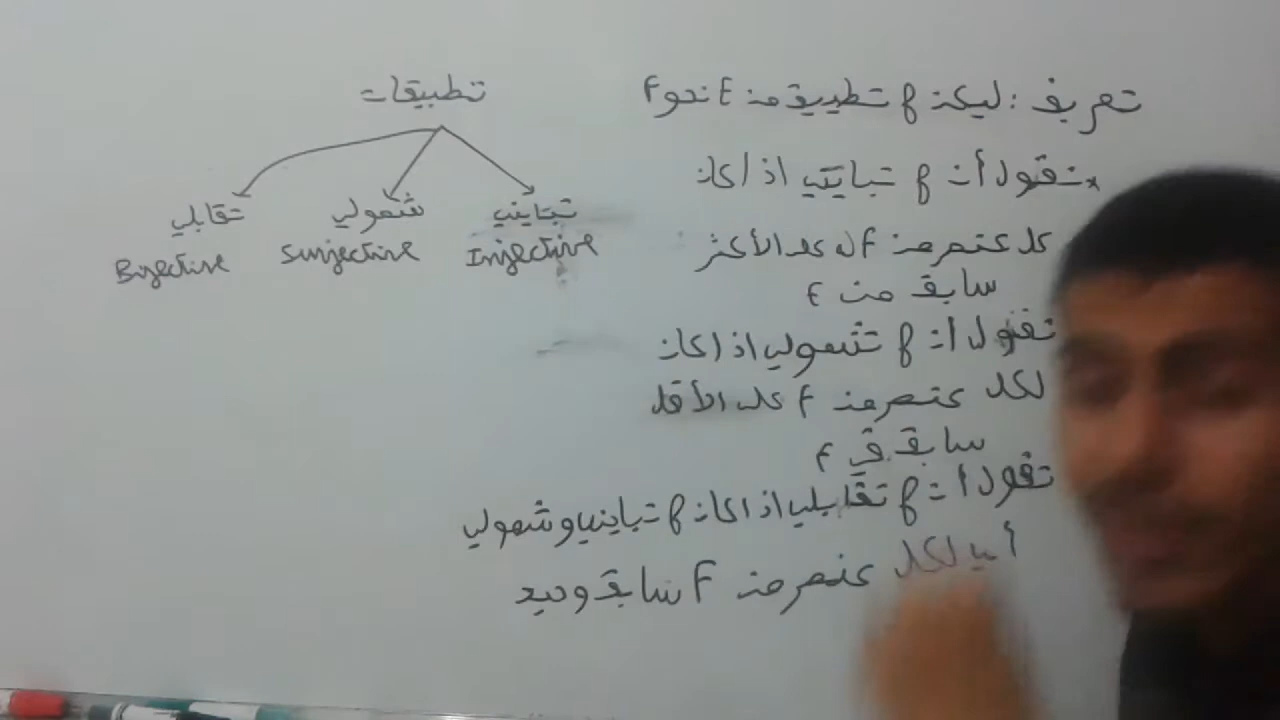 تعريف : ليكن f تطبيق من E نحو F
* نقول أن f تبايني اذا كان
كل عنصر من F له على الأكثر
سابق من E
نقول أن f شمولي اذا كان
لكل عنصر من F على الأقل
سابق في E
نقول أن f تقابلي اذا كان f تبايني وشمولي
أي لكل عنصر من F سابق وحيد
تطبيقات
تبايني شمولي تقابلي
Injective Surjective Bijective